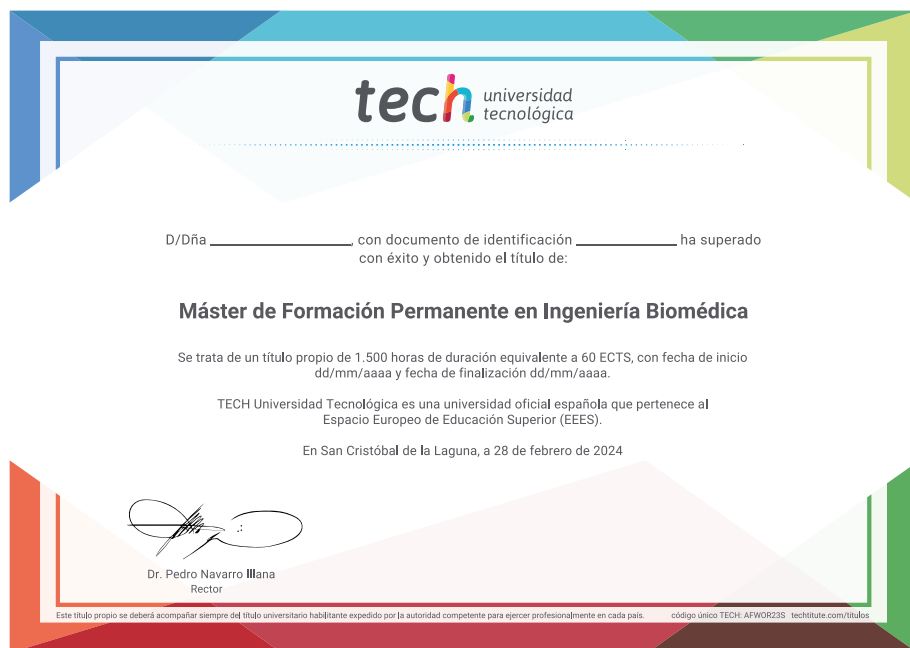 tech universidad
tecnológica
D/Dña ____________________, con documento de identificación ______________ ha superado
con éxito y obtenido el título de:
Máster de Formación Permanente en Ingeniería Biomédica
Se trata de un título propio de 1.500 horas de duración equivalente a 60 ECTS, con fecha de inicio
dd/mm/aaaa y fecha de finalización dd/mm/aaaa.
TECH Universidad Tecnológica es una universidad oficial española que pertenece al
Espacio Europeo de Educación Superior (EEES).
En San Cristóbal de la Laguna, a 28 de febrero de 2024
Dr. Pedro Navarro Illana
Rector
Este título propio se deberá acompañar siempre del título universitario habilitante expedido por la autoridad competente para ejercer profesionalmente en cada país. código único TECH: AFWOR23S techtitute.com/titulos